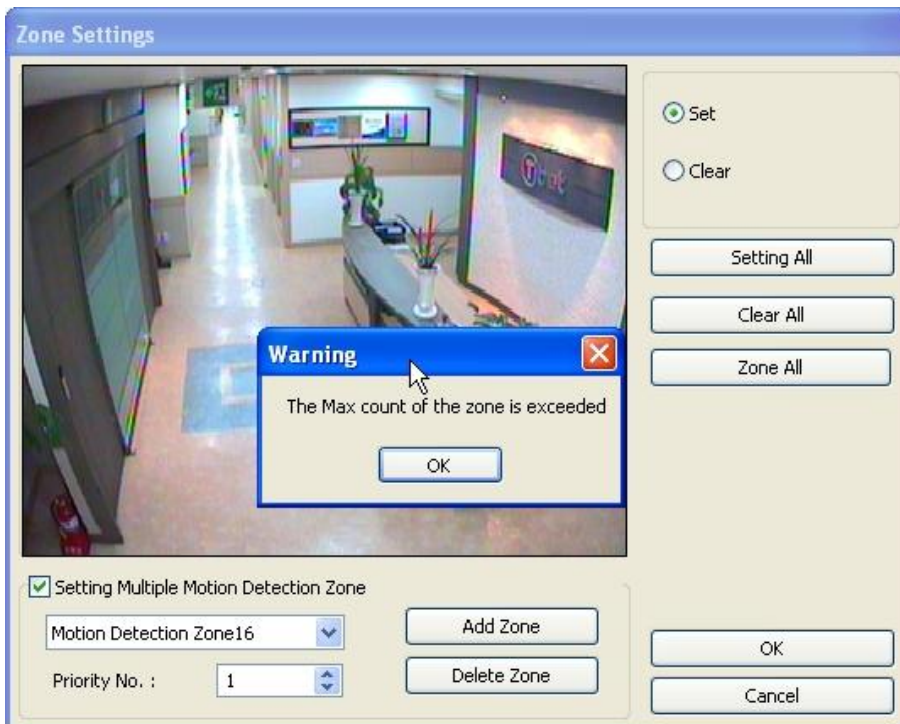 Zone Settings
Set
Clear
Setting All
Clear All
Zone All
Warning
The Max count of the zone is exceeded
OK
Setting Multiple Motion Detection Zone
Motion Detection Zone16
Add Zone
Priority No. :
1
Delete Zone
OK
Cancel